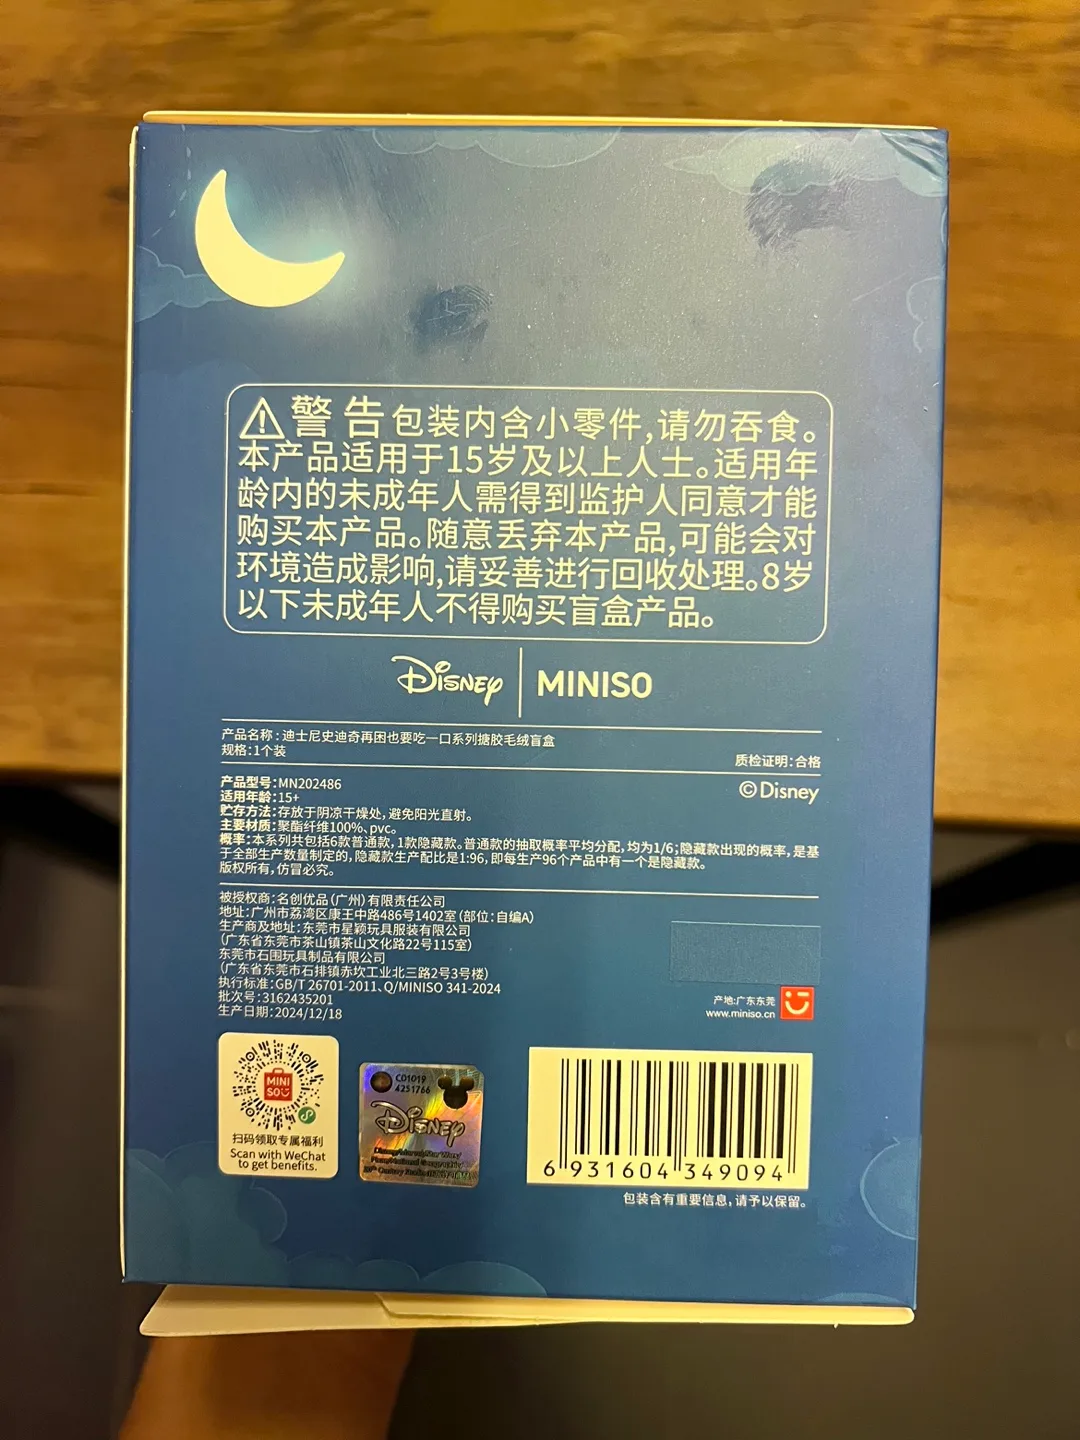 警告包装内含小零件,请勿吞食。
本产品适用于15岁及以上人士。适用年
龄内的未成年人需得到监护人同意才能
购买本产品。随意丢弃本产品,可能会对
环境造成影响,请妥善进行回收处理。8岁
以下未成年人不得购买盲盒产品。
Disney | MINISO
产品名称:迪士尼史迪奇再困也要吃一口系列搪胶毛绒盲盒
规格:1个装
质检证明:合格
产品型号:MN202486
©Disney
适用年龄:15+
贮存方法:存放于阴凉干燥处,避免阳光直射。
主要材质:聚酯纤维100%、pvc。
概率:本系列共包括6款普通款,1款隐藏款。普通款的抽取概率平均分配,均为1/6;隐藏款出现的概率,是基
于全部生产数量制定的,隐藏款生产配比是1:96,即每生产96个产品中有一个是隐藏款。
版权所有,仿冒必究。
被授权商:名创优品(广州)有限责任公司
地址:广州市荔湾区康王中路486号1402室(部位:自编A)
生产商及地址:东莞市星颖玩具服装有限公司
(广东省东莞市茶山镇茶山文化路22号115室)
东莞市石围玩具制品有限公司
(广东省东莞市石排镇赤坎工业北三路2号3号楼)
执行标准:GB/T 26701-2011、Q/MINISO 341-2024
批次号:3162435201
生产日期:2024/12/18
产地:广东东莞
www.miniso.cn
MINI
SO
扫码领取专属福利
Scan with WeChat
to get benefits.
C01019
4251766
Disney
6 931604 349094
包装含有重要信息,请予以保留。